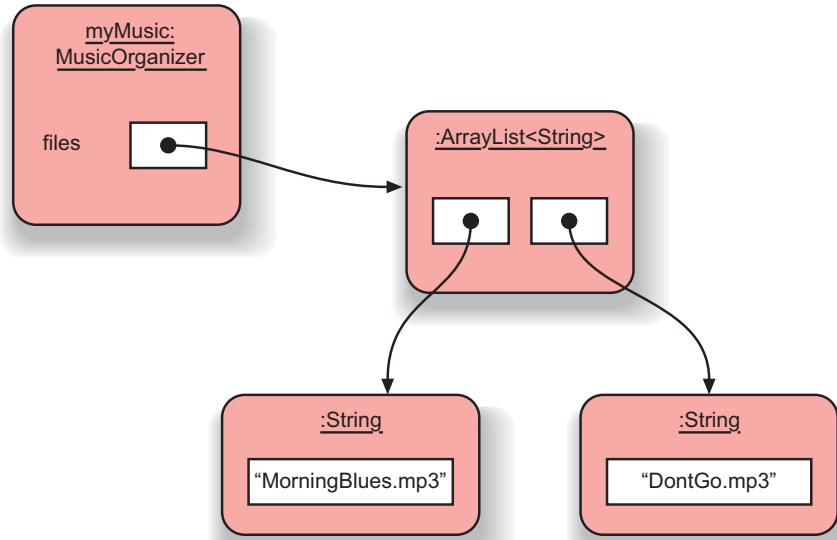 myMusic:
MusicOrganizer
files
:ArrayList<String>
:String
“MorningBlues.mp3”
:String
“DontGo.mp3”